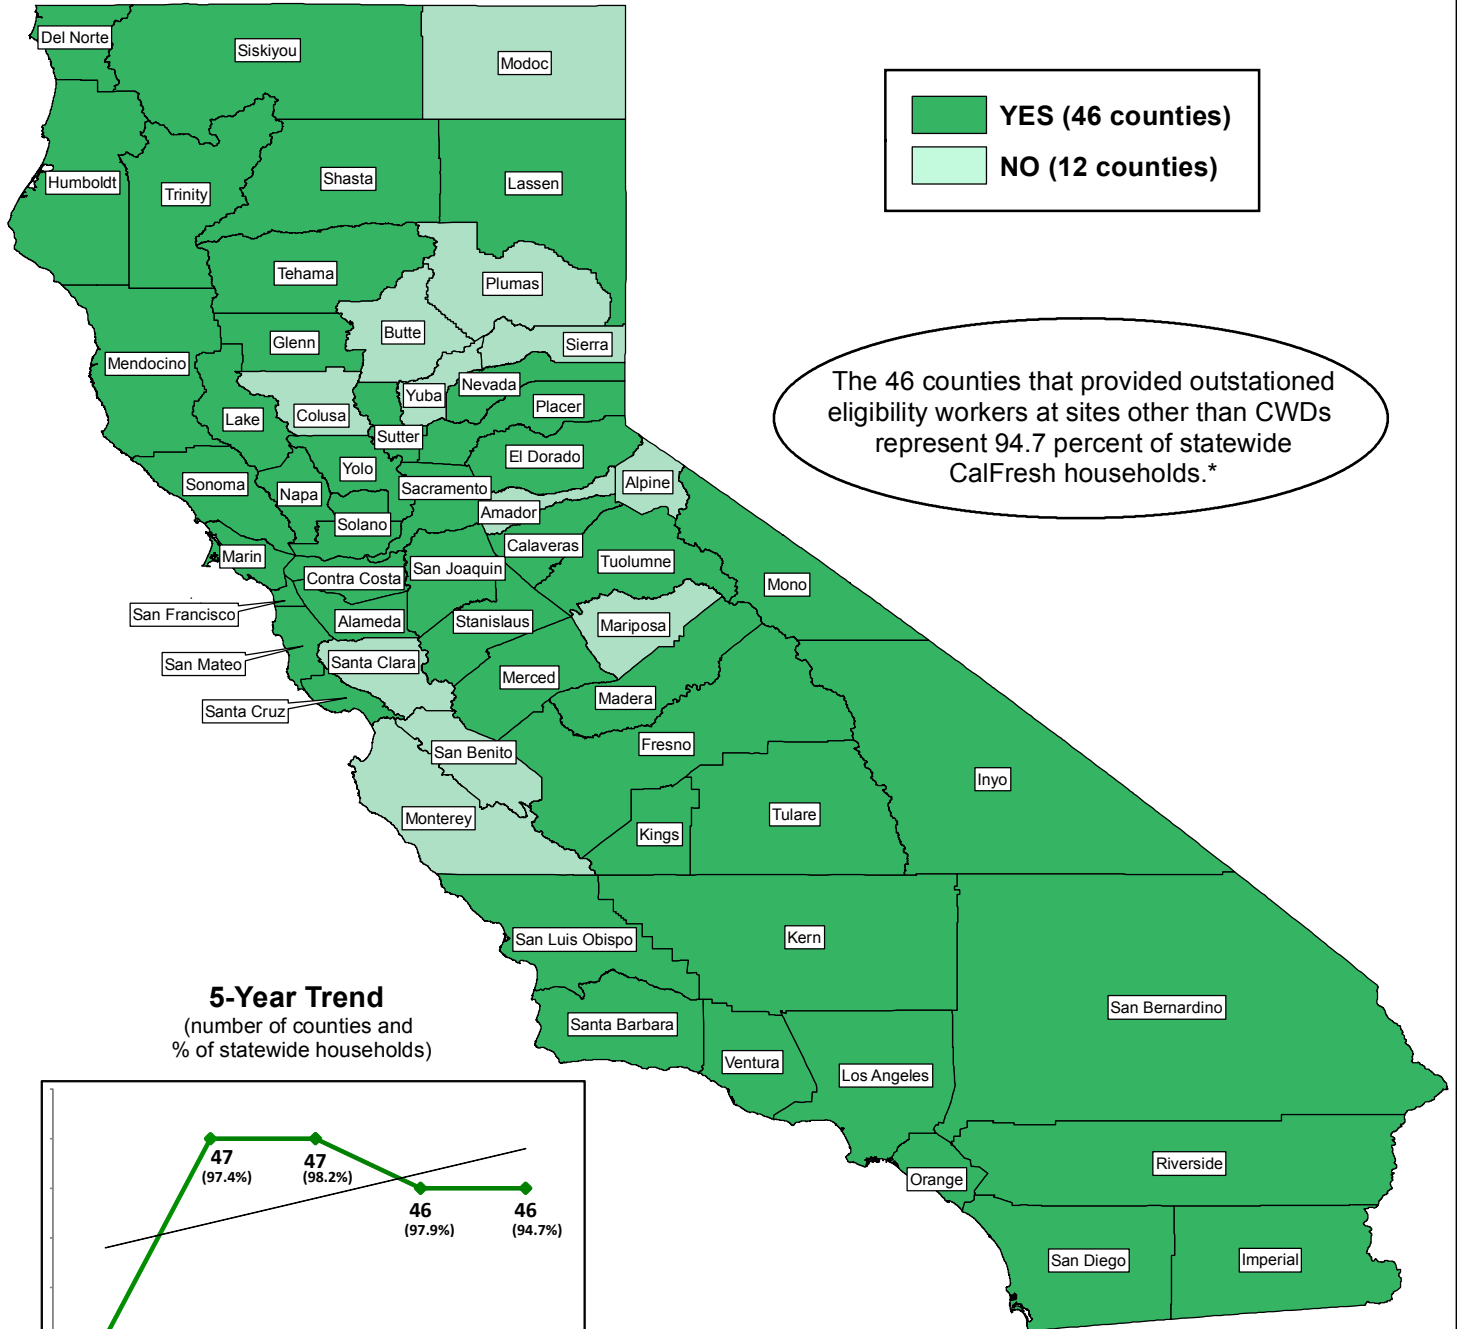 Del Norte
Siskiyou
Modoc
YES (46 counties)
NO (12 counties)
Humboldt
Trinity
Shasta
Lassen
Tehama
Plumas
Butte
Glenn
Sierra
Mendocino
Nevada
Yuba
Placer
Colusa
Lake
Sutter
The 46 counties that provided outstationed
eligibility workers at sites other than CWDs
represent 94.7 percent of statewide
CalFresh households.*
El Dorado
Yolo
Sonoma
Napa
Sacramento
Alpine
Amador
Solano
Calaveras
Marin
Tuolumne
San Joaquin
Contra Costa
Mono
San Francisco
Alameda
Stanislaus
Mariposa
San Mateo
Santa Clara
Merced
Madera
Santa Cruz
Fresno
San Benito
Inyo
Monterey
Kings
Tulare
San Luis Obispo
Kern
5-Year Trend
(number of counties and
% of statewide households)
San Bernardino
Santa Barbara
Ventura
Los Angeles
47
(97.4%)
47
(98.2%)
46
(97.9%)
46
(94.7%)
Riverside
Orange
San Diego
Imperial